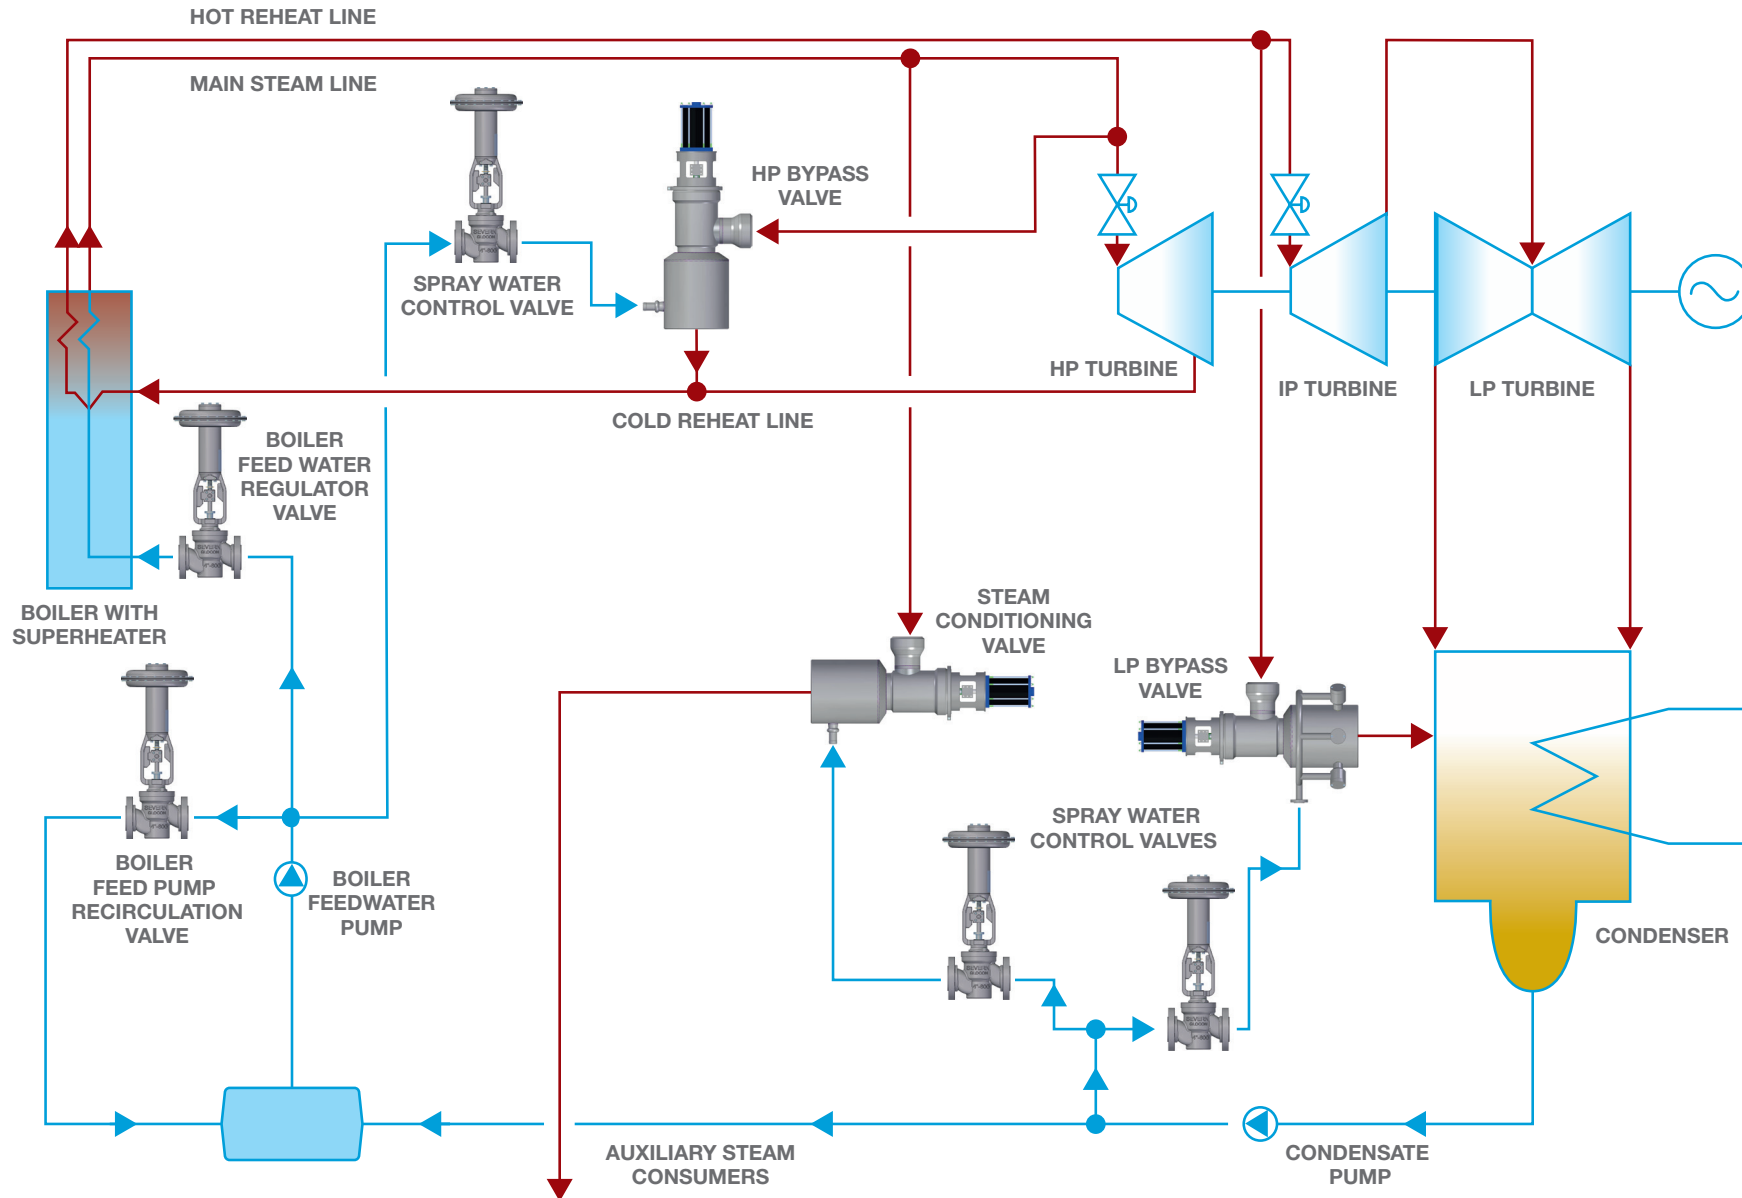 HOT REHEAT LINE
MAIN STEAM LINE
HP BYPASS
VALVE
SPRAY WATER
CONTROL VALVE
HP TURBINE
IP TURBINE
LP TURBINE
COLD REHEAT LINE
BOILER
FEED WATER
REGULATOR
VALVE
BOILER WITH
SUPERHEATER
STEAM
CONDITIONING
VALVE
LP BYPASS
VALVE
SPRAY WATER
CONTROL VALVES
BOILER
FEED PUMP
RECIRCULATION
VALVE
BOILER
FEEDWATER
PUMP
CONDENSER
AUXILIARY STEAM
CONSUMERS
CONDENSATE
PUMP